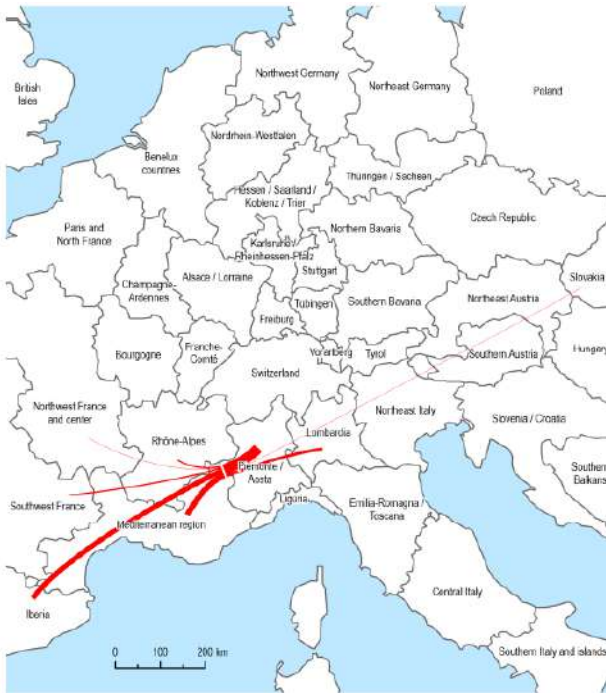 British
Isles
Northwest Germany
Northeast Germany
Poland
Nordrhein-Westfalen
Benelux
countries
Thüringen / Sachsen
Hessen / Saarland /
Koblenz / Trier
Paris and
North France
Czech Republic
Northern Bavaria
Karlsruhe /
Rheinhessen-Pfalz
Stuttgart
Champagne-
Ardennes
Alsace / Lorraine
Slovakia
Tübingen
Southern Bavaria
Northeast Austria
Freiburg
Bourgogne
Franche-
Comté
Vorarlberg
Tyrol
Southern Austria
Hungary
Switzerland
Northwest France
and center
Northeast Italy
Slovenia / Croatia
Rhône-Alpes
Lombardia
Piemonte /
Aosta
Southern
Balkans
Southwest France
Liguria
Emilia-Romagna /
Toscana
Mediterranean region
Central Italy
Iberia
Southern Italy and islands
0 100 200 km